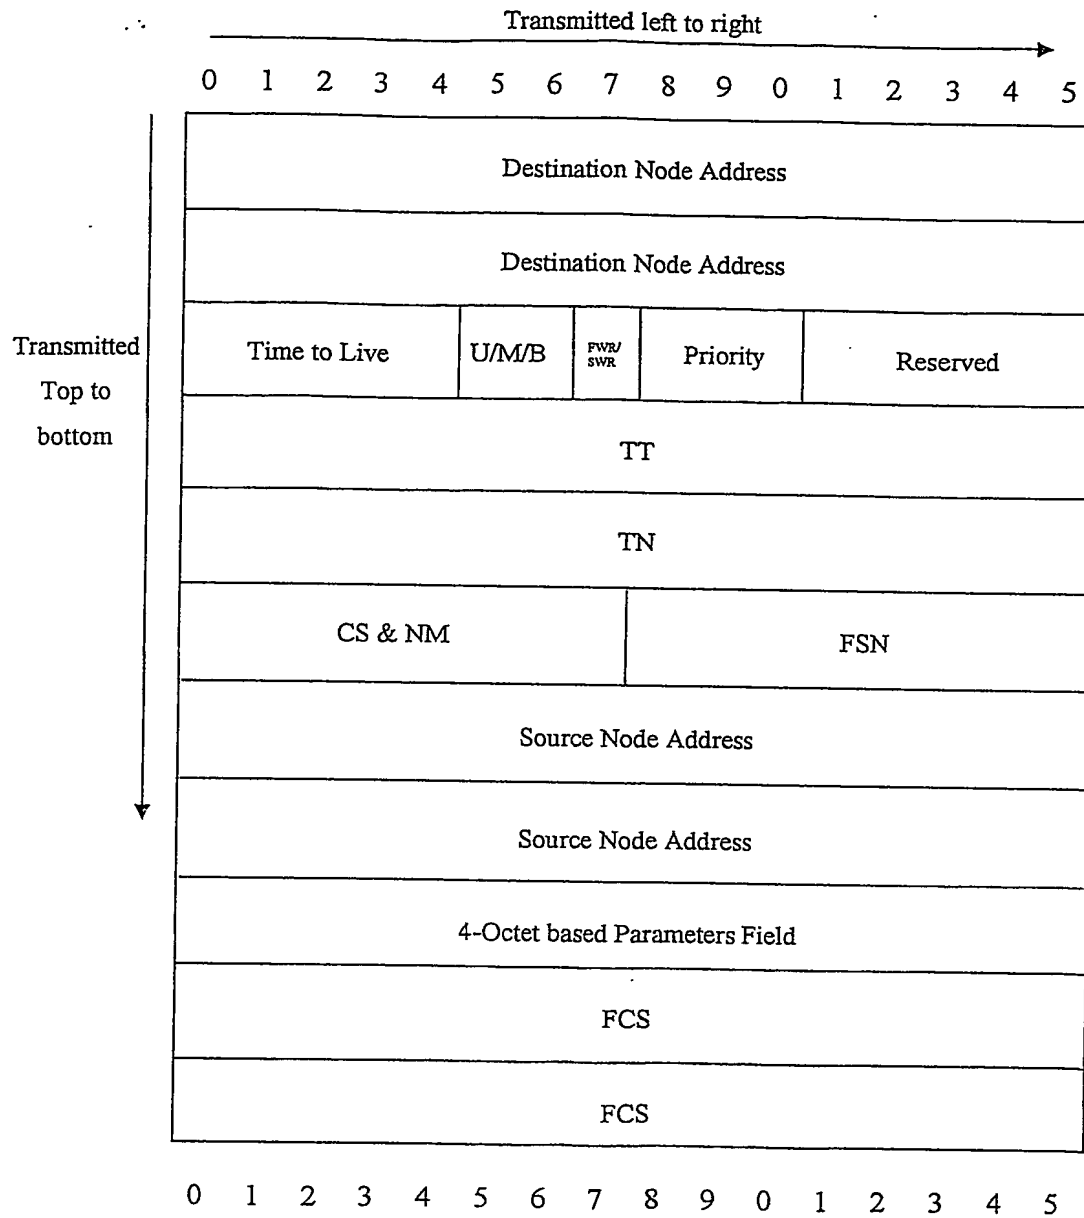 Transmitted left to right
0 1 2 3 4 5 6 7 8 9 0 1 2 3 4 5
Destination Node Address
Destination Node Address
Transmitted
Top to
bottom
Time to Live U/M/B FWR/ SWR Priority Reserved
TT
TN
CS & NM FSN
Source Node Address
Source Node Address
4-Octet based Parameters Field
FCS
FCS
0 1 2 3 4 5 6 7 8 9 0 1 2 3 4 5